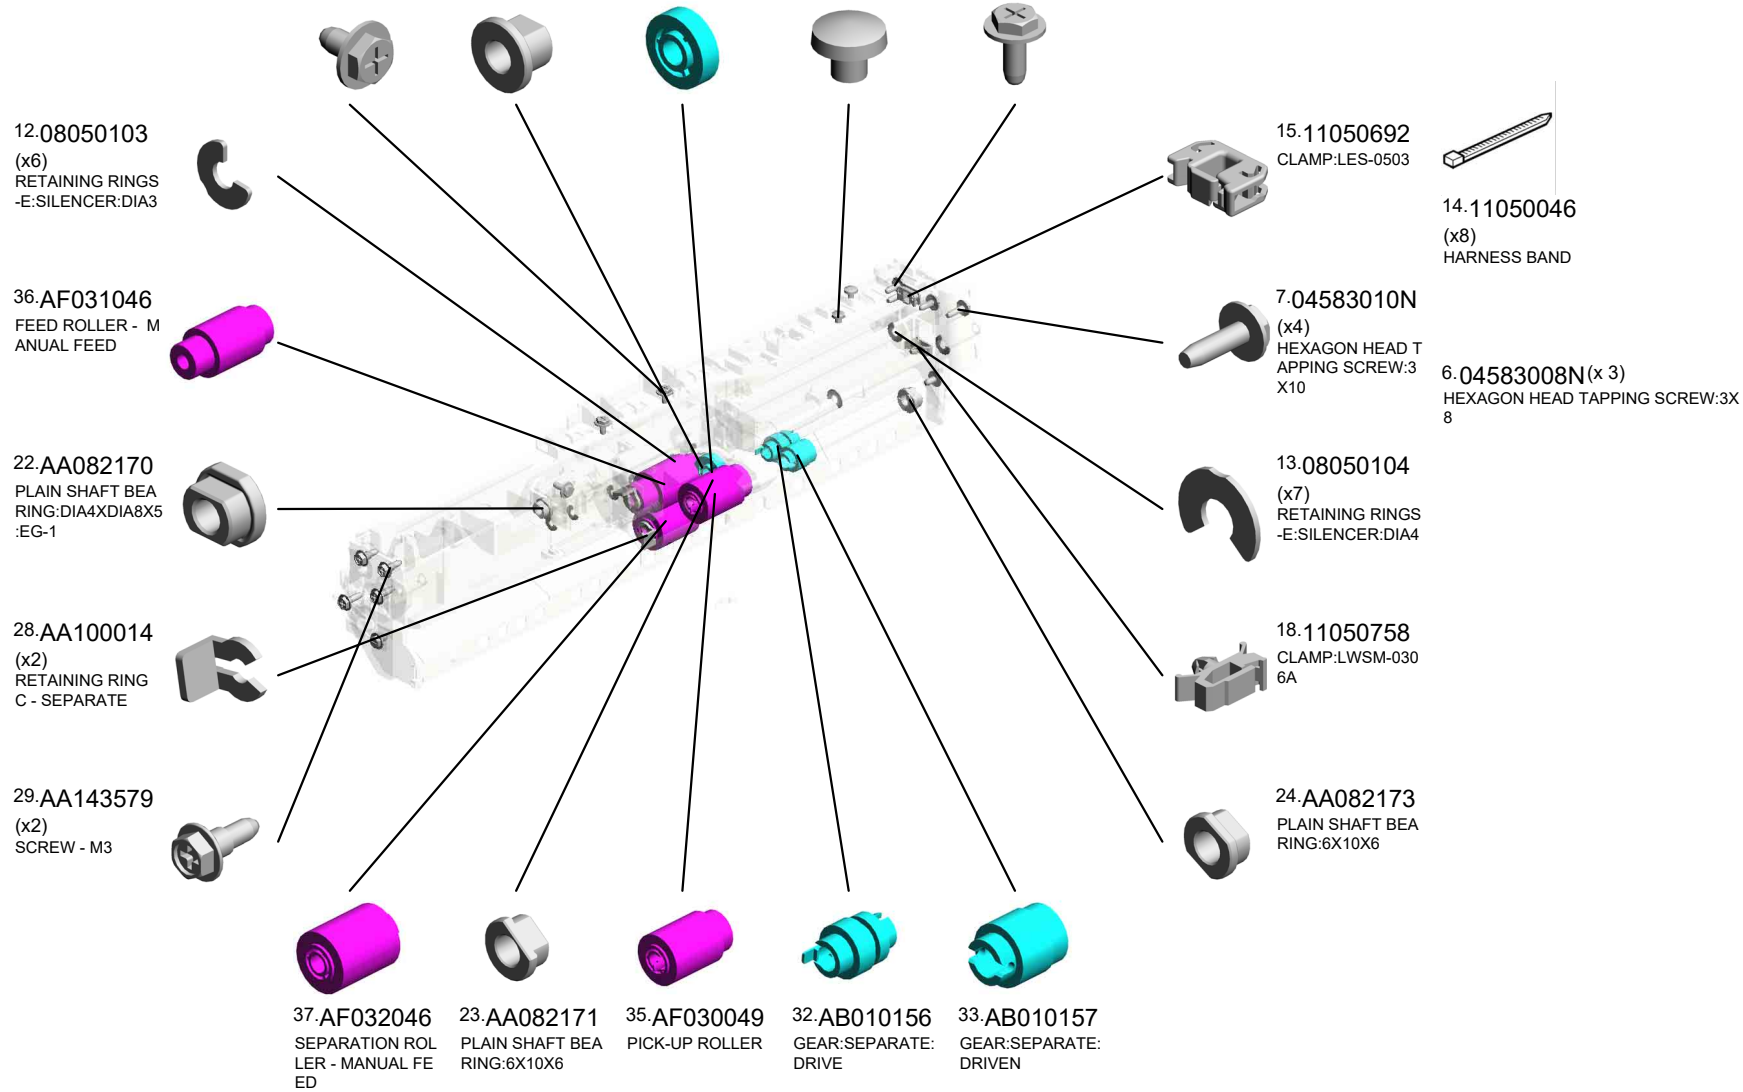 12.08050103
(x6)
RETAINING RINGS
-E:SILENCER:DIA3
36.AF031046
FEED ROLLER - M
ANUAL FEED
22.AA082170
PLAIN SHAFT BEA
RING:DIA4XDIA8X5
:EG-1
28.AA100014
(x2)
RETAINING RING
C - SEPARATE
29.AA143579
(x2)
SCREW - M3
37.AF032046
SEPARATION ROL
LER - MANUAL FE
ED
23.AA082171
PLAIN SHAFT BEA
RING:6X10X6
35.AF030049
PICK-UP ROLLER
32.AB010156
GEAR:SEPARATE:
DRIVE
33.AB010157
GEAR:SEPARATE:
DRIVEN
15.11050692
CLAMP:LES-0503
14.11050046
(x8)
HARNESS BAND
7.04583010N
(x4)
HEXAGON HEAD T
APPING SCREW:3
X10
6.04583008N (x 3)
HEXAGON HEAD TAPPING SCREW:3X
8
13.08050104
(x7)
RETAINING RINGS
-E:SILENCER:DIA4
18.11050758
CLAMP:LWSM-030
6A
24.AA082173
PLAIN SHAFT BEA
RING:6X10X6